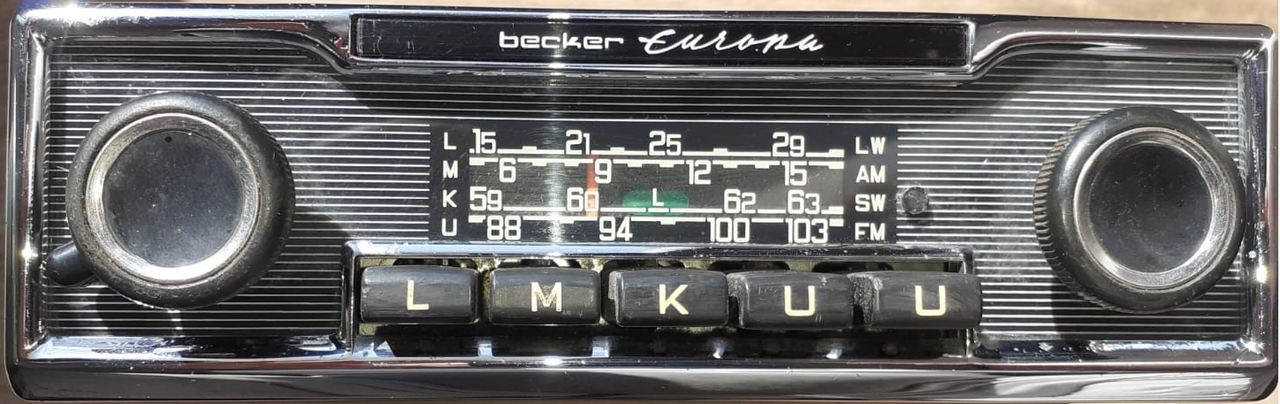 becker Europa
L 15 21 25 29 LW
M 6 9 12 15 AM
K 59 60 L 62 63 SW
U 88 94 100 103 FM
L M K U U